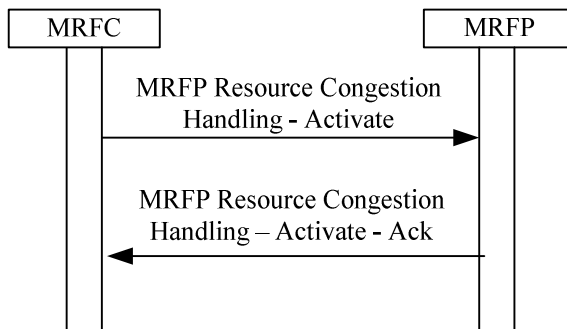 MRFC
MRFP
MRFP Resource Congestion
Handling - Activate
MRFP Resource Congestion
Handling – Activate - Ack